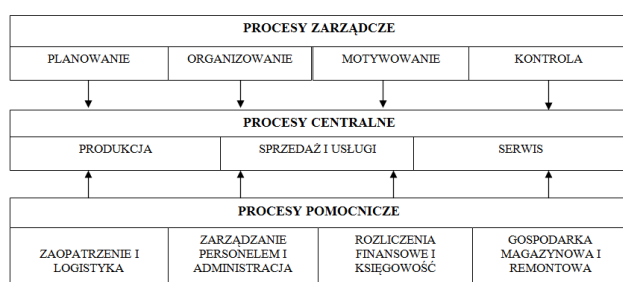 PROCESY ZARZĄDCZE
PLANOWANIE
ORGANIZOWANIE
MOTYWOWANIE
KONTROLA
PROCESY CENTRALNE
PRODUKCJA
SPRZEDAŻ I USŁUGI
SERWIS
PROCESY POMOCNICZE
ZAOPATRZENIE I
LOGISTYKA
ZARZĄDZANIE
PERSONELEM I
ADMINISTRACJA
ROZLICZENIA
FINANSOWE I
KSIĘGOWOŚĆ
GOSPODARKA
MAGAZYNOWA I
REMONTOWA